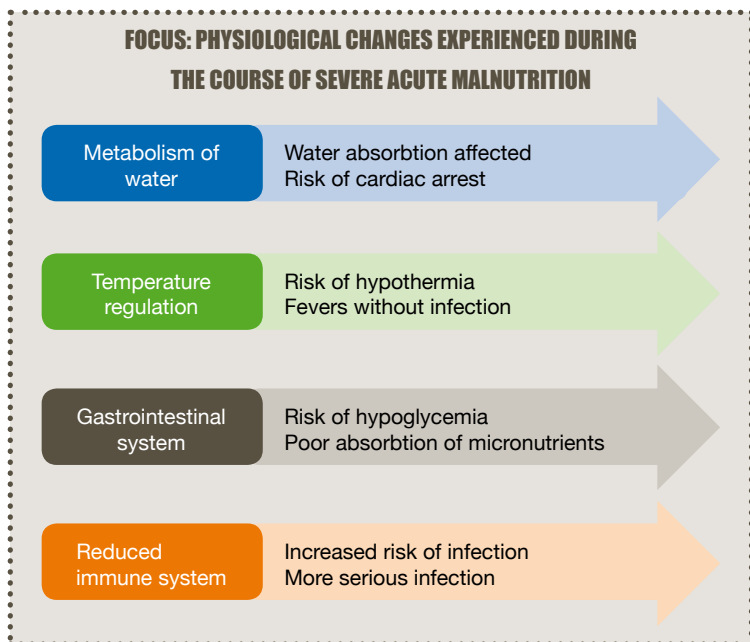 FOCUS: PHYSIOLOGICAL CHANGES EXPERIENCED DURING
THE COURSE OF SEVERE ACUTE MALNUTRITION
Metabolism of
water
Water absorbtion affected
Risk of cardiac arrest
Temperature
regulation
Risk of hypothermia
Fevers without infection
Gastrointestinal
system
Risk of hypoglycemia
Poor absorbtion of micronutrients
Reduced
immune system
Increased risk of infection
More serious infection